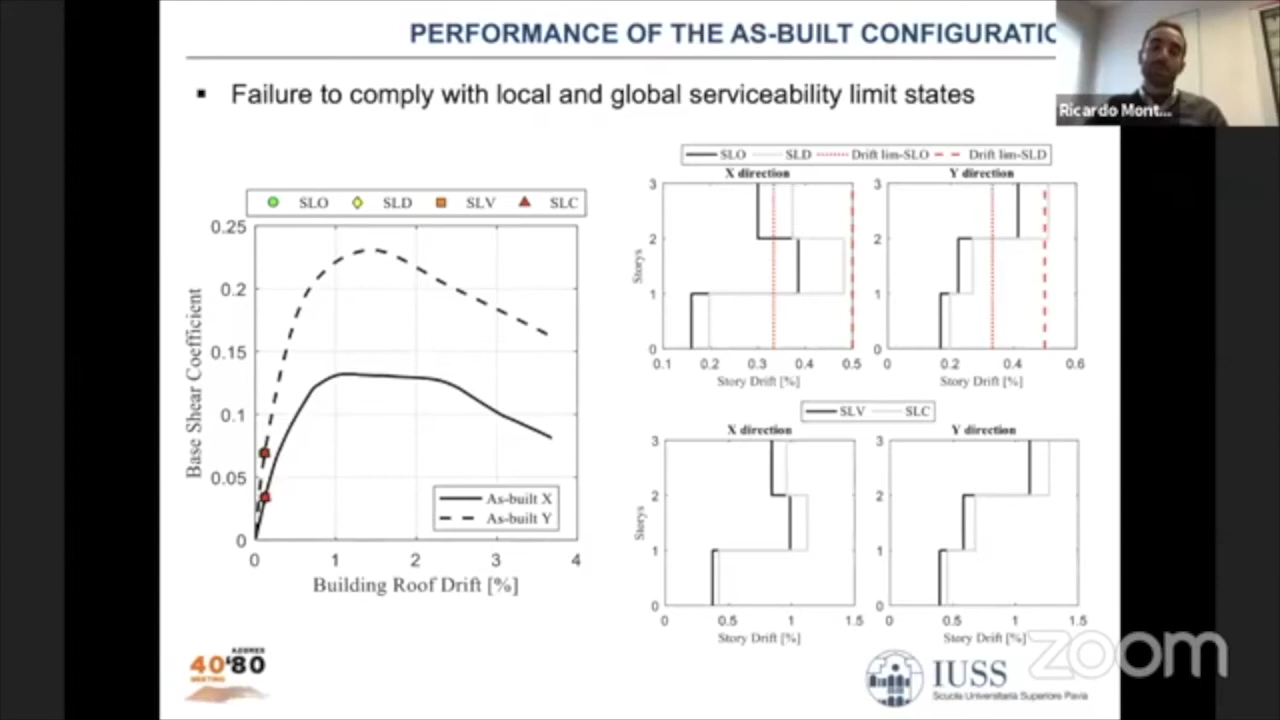 PERFORMANCE OF THE AS-BUILT CONFIGURATIO
▪ Failure to comply with local and global serviceability limit states
Ricardo Mont...
SLO SLD SLV SLC
0.25
0.2
0.15
0.1
0.05
0
Base Shear Coefficient
As-built X
As-built Y
0 1 2 3 4
Building Roof Drift [%]
SLO SLD Drift lim-SLO Drift lim-SLD
X direction
3
2
1
0
Storys
0.1 0.2 0.3 0.4 0.5
Story Drift [%]
Y direction
3
2
1
0
0 0.2 0.4 0.6
Story Drift [%]
SLV SLC
X direction
3
2
1
0
Storys
0 0.5 1 1.5
Story Drift [%]
Y direction
3
2
1
0
0 0.5 1 1.5
Story Drift [%]
AZORES
40'80
MEETING
IUSS
Scuola Universitaria Superiore Pavia
zoom